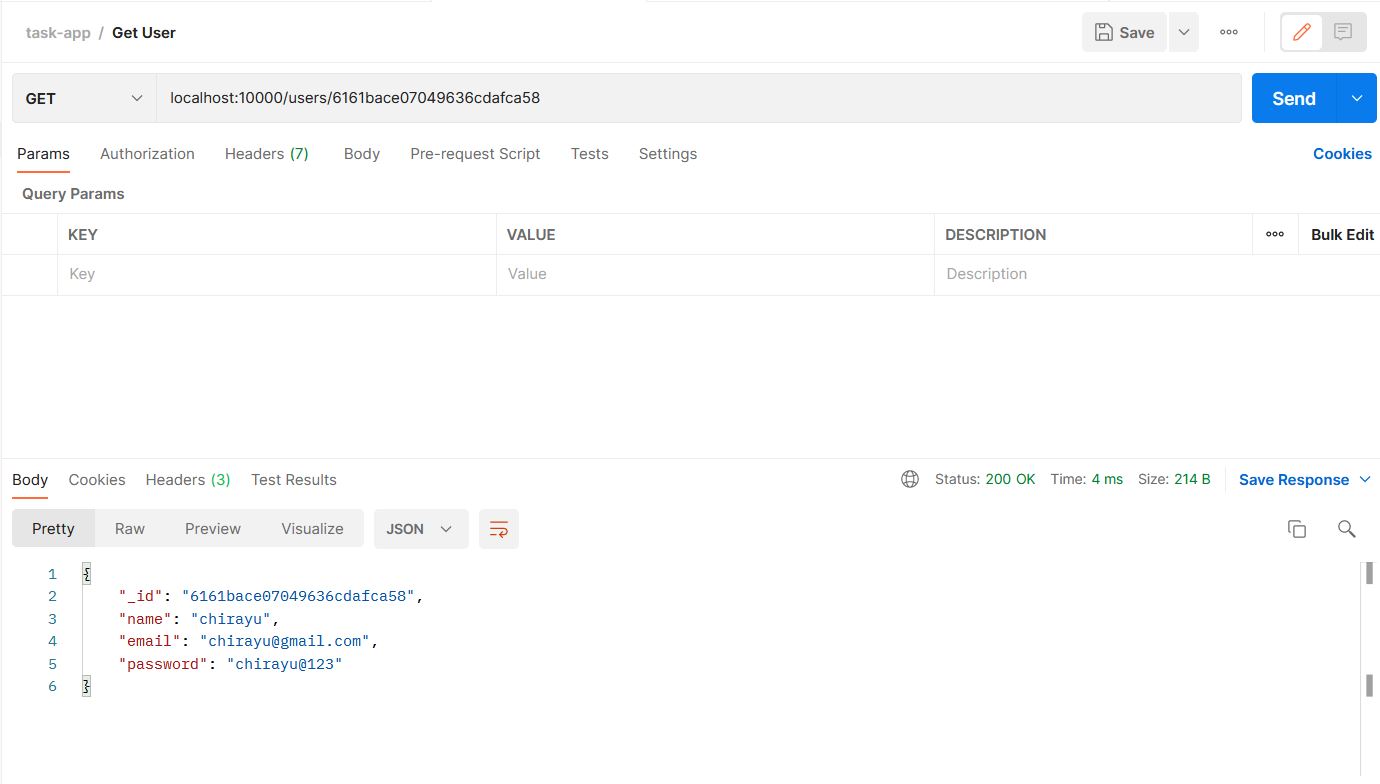 task-app / Get User
Save
GET
localhost:10000/users/6161bace07049636cdafca58
Send
Params Authorization Headers (7) Body Pre-request Script Tests Settings Cookies
Query Params
KEY VALUE DESCRIPTION Bulk Edit
Key Value Description
Body Cookies Headers (3) Test Results Status: 200 OK Time: 4 ms Size: 214 B Save Response
Pretty Raw Preview Visualize JSON
1 {
2 "_id": "6161bace07049636cdafca58",
3 "name": "chirayu",
4 "email": "chirayu@gmail.com",
5 "password": "chirayu@123"
6 }